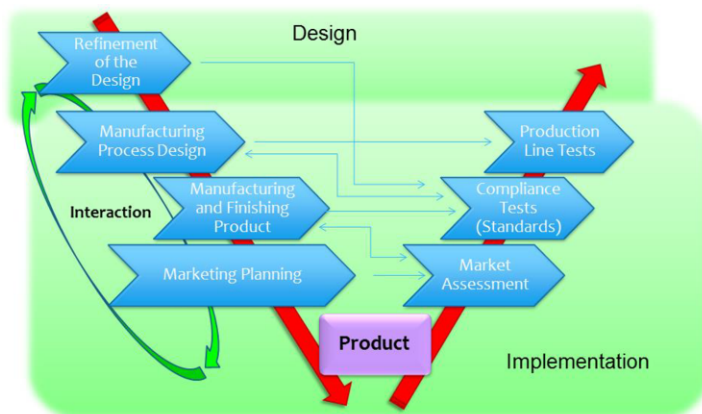 Design
Refinement
of the
Design
Manufacturing
Process Design
Production
Line Tests
Interaction
Manufacturing
and Finishing
Product
Compliance
Tests
(Standards)
Marketing Planning
Market
Assessment
Product
Implementation